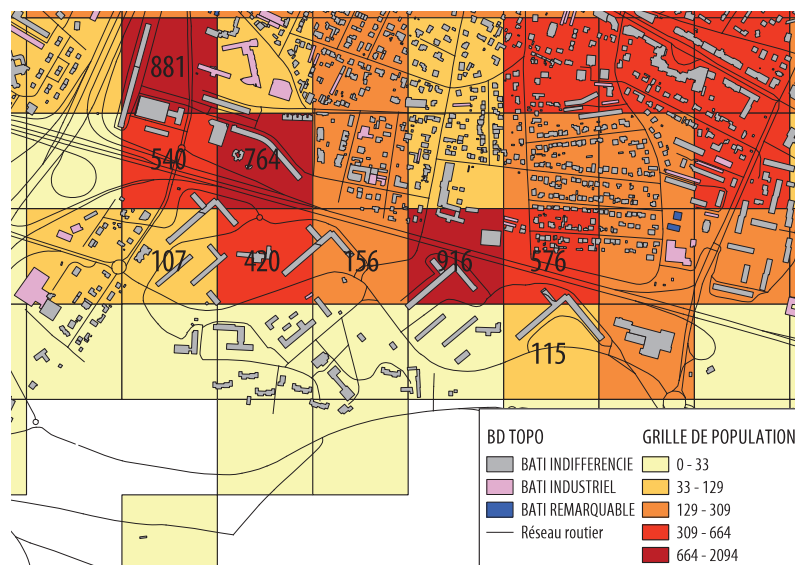 881
540
764
107
420
156
916
576
115
BD TOPO
BATI INDIFFERENCIE
BATI INDUSTRIEL
BATI REMARQUABLE
Réseau routier
GRILLE DE POPULATION
0 - 33
33 - 129
129 - 309
309 - 664
664 - 2094